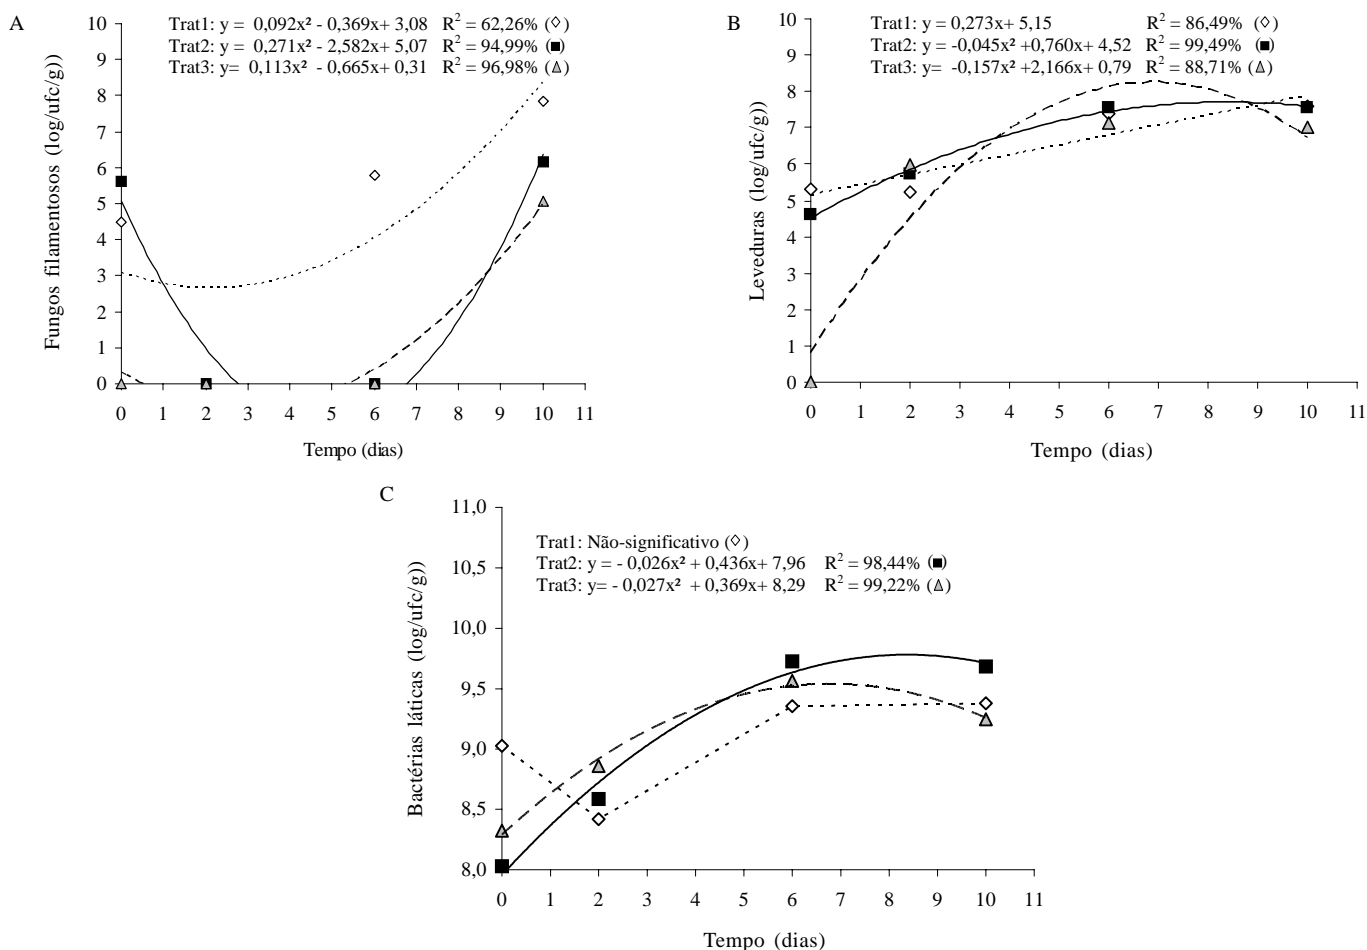 A
Trat1: y = 0,092x² - 0,369x+ 3,08 R² = 62,26% (◇)
Trat2: y = 0,271x² - 2,582x+ 5,07 R² = 94,99% (■)
Trat3: y= 0,113x² - 0,665x+ 0,31 R² = 96,98% (△)
Fungos filamentosos (log/ufc/g))
10
9
8
7
6
5
4
3
2
1
0
0 1 2 3 4 5 6 7 8 9 10 11
Tempo (dias)
B
Trat1: y = 0,273x+ 5,15 R² = 86,49% (◇)
Trat2: y = -0,045x² +0,760x+ 4,52 R² = 99,49% (■)
Trat3: y= -0,157x² +2,166x+ 0,79 R² = 88,71% (△)
Leveduras (log/ufc/g))
10
9
8
7
6
5
4
3
2
1
0
0 1 2 3 4 5 6 7 8 9 10 11
Tempo (dias)
C
Trat1: Não-significativo (◇)
Trat2: y = - 0,026x² + 0,436x+ 7,96 R² = 98,44% (■)
Trat3: y= - 0,027x² + 0,369x+ 8,29 R² = 99,22% (△)
Bactérias láticas (log/ufc/g))
11,0
10,5
10,0
9,5
9,0
8,5
8,0
0 1 2 3 4 5 6 7 8 9 10 11
Tempo (dias)